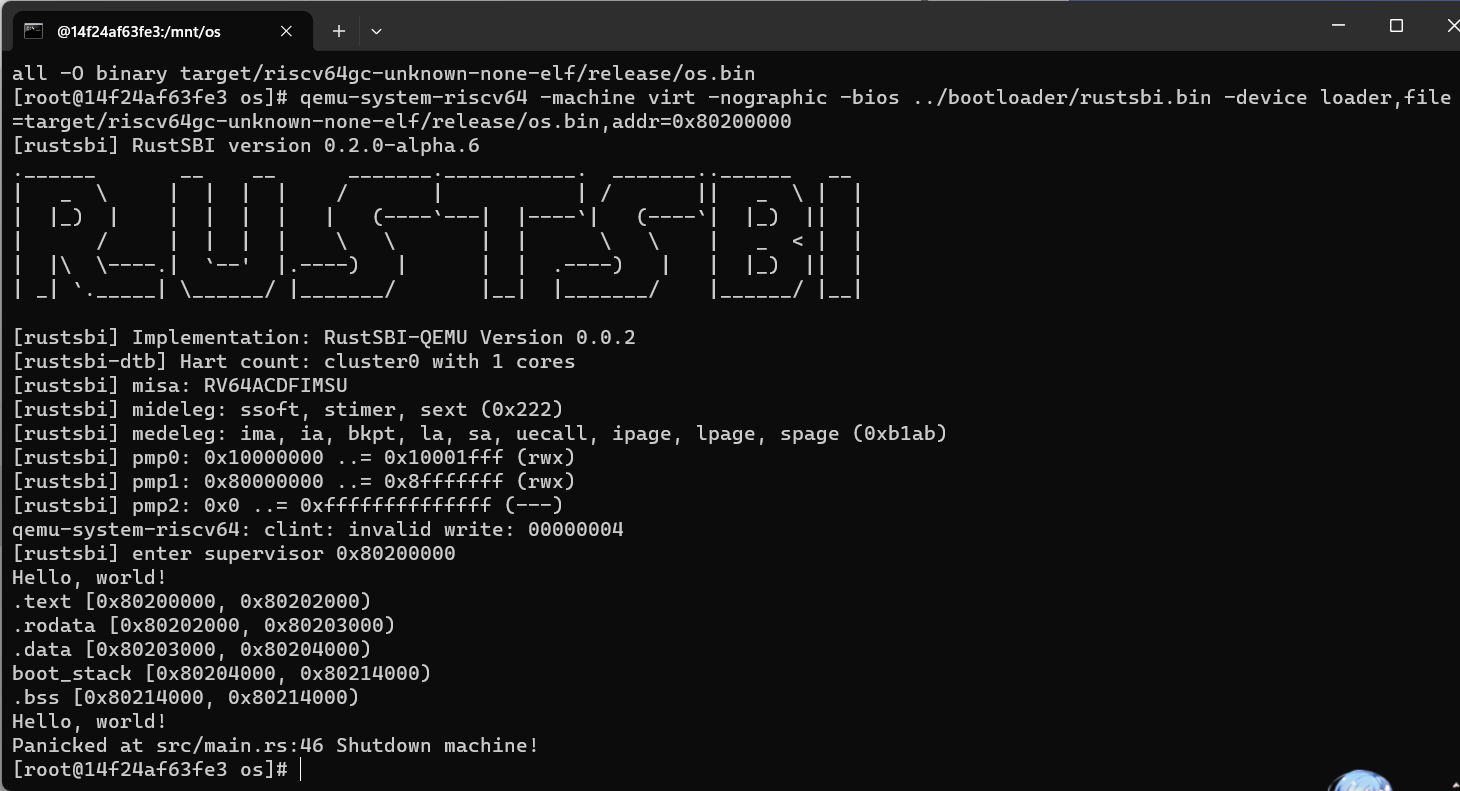 @14f24af63fe3:/mnt/os
all -O binary target/riscv64gc-unknown-none-elf/release/os.bin
[root@14f24af63fe3 os]# qemu-system-riscv64 -machine virt -nographic -bios ../bootloader/rustsbi.bin -device loader,file
=target/riscv64gc-unknown-none-elf/release/os.bin,addr=0x80200000
[rustsbi] RustSBI version 0.2.0-alpha.6
.______       __    __      _______.___________.  _______..______   __
|   _  \     |  |  |  |    /       |           | /       ||   _  \ |  |
|  |_)  |    |  |  |  |   |   (----`---|  |----`|   (----`|  |_)  ||  |
|      /     |  |  |  |    \   \       |  |      \   \    |   _  < |  |
|  |\  \----.|  `--'  |.----)   |      |  |  .----)   |   |  |_)  ||  |
| _| `._____| \______/ |_______/       |__|  |_______/    |______/ |__|
[rustsbi] Implementation: RustSBI-QEMU Version 0.0.2
[rustsbi-dtb] Hart count: cluster0 with 1 cores
[rustsbi] misa: RV64ACDFIMSU
[rustsbi] mideleg: ssoft, stimer, sext (0x222)
[rustsbi] medeleg: ima, ia, bkpt, la, sa, uecall, ipage, lpage, spage (0xb1ab)
[rustsbi] pmp0: 0x10000000 ..= 0x10001fff (rwx)
[rustsbi] pmp1: 0x80000000 ..= 0x8fffffff (rwx)
[rustsbi] pmp2: 0x0 ..= 0xffffffffffffff (---)
qemu-system-riscv64: clint: invalid write: 00000004
[rustsbi] enter supervisor 0x80200000
Hello, world!
.text [0x80200000, 0x80202000)
.rodata [0x80202000, 0x80203000)
.data [0x80203000, 0x80204000)
boot_stack [0x80204000, 0x80214000)
.bss [0x80214000, 0x80214000)
Hello, world!
Panicked at src/main.rs:46 Shutdown machine!
[root@14f24af63fe3 os]#